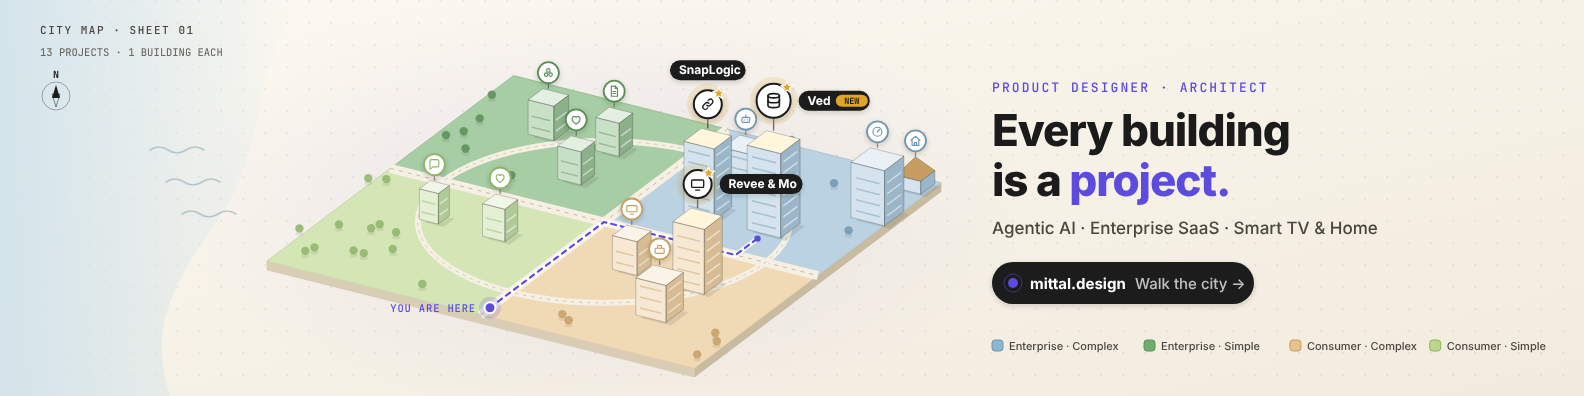 CITY MAP · SHEET 01
13 PROJECTS · 1 BUILDING EACH
N
SnapLogic
Ved NEW
Revee & Mo
YOU ARE HERE
PRODUCT DESIGNER · ARCHITECT
Every building
is a project.
Agentic AI · Enterprise SaaS · Smart TV & Home
mittal.design Walk the city →
Enterprise · Complex
Enterprise · Simple
Consumer · Complex
Consumer · Simple